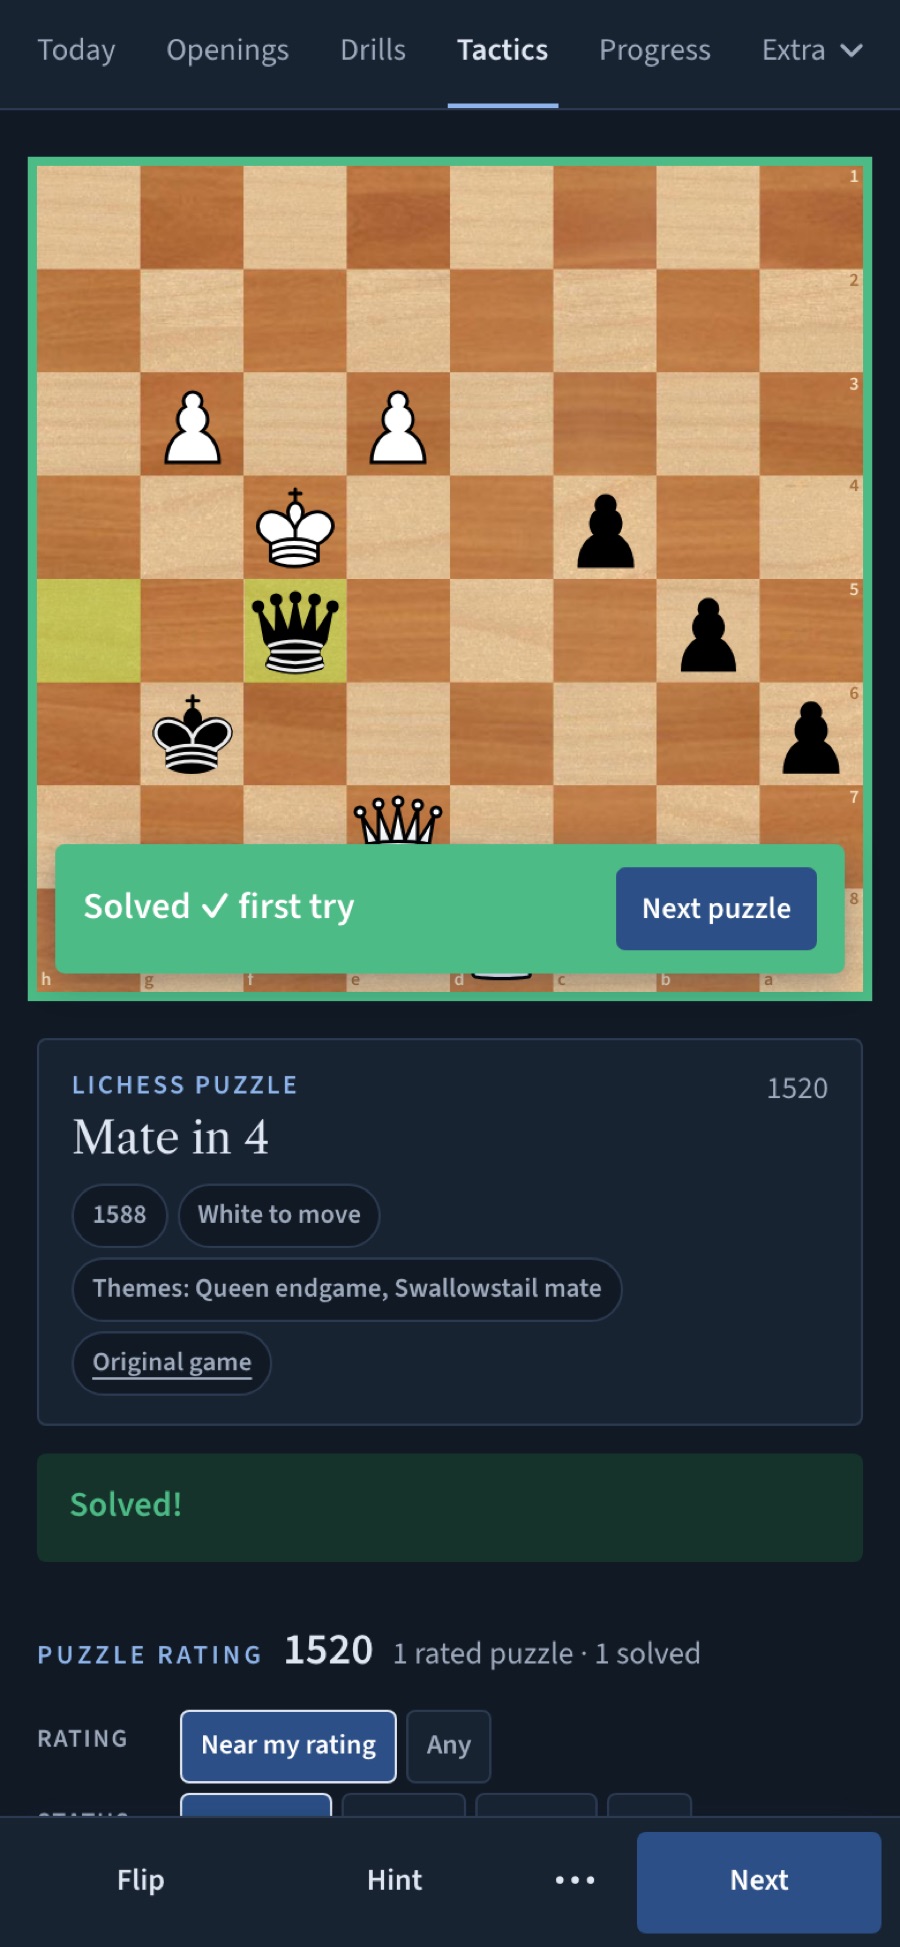 Today Openings Drills Tactics Progress Extra
1
2
3
4
5
6
7
8
Solved ✓ first try Next puzzle
h g f e d c b a
LICHESS PUZZLE 1520
Mate in 4
1588 White to move
Themes: Queen endgame, Swallowstail mate
Original game
Solved!
PUZZLE RATING 1520 1 rated puzzle · 1 solved
RATING Near my rating Any
Flip Hint ... Next